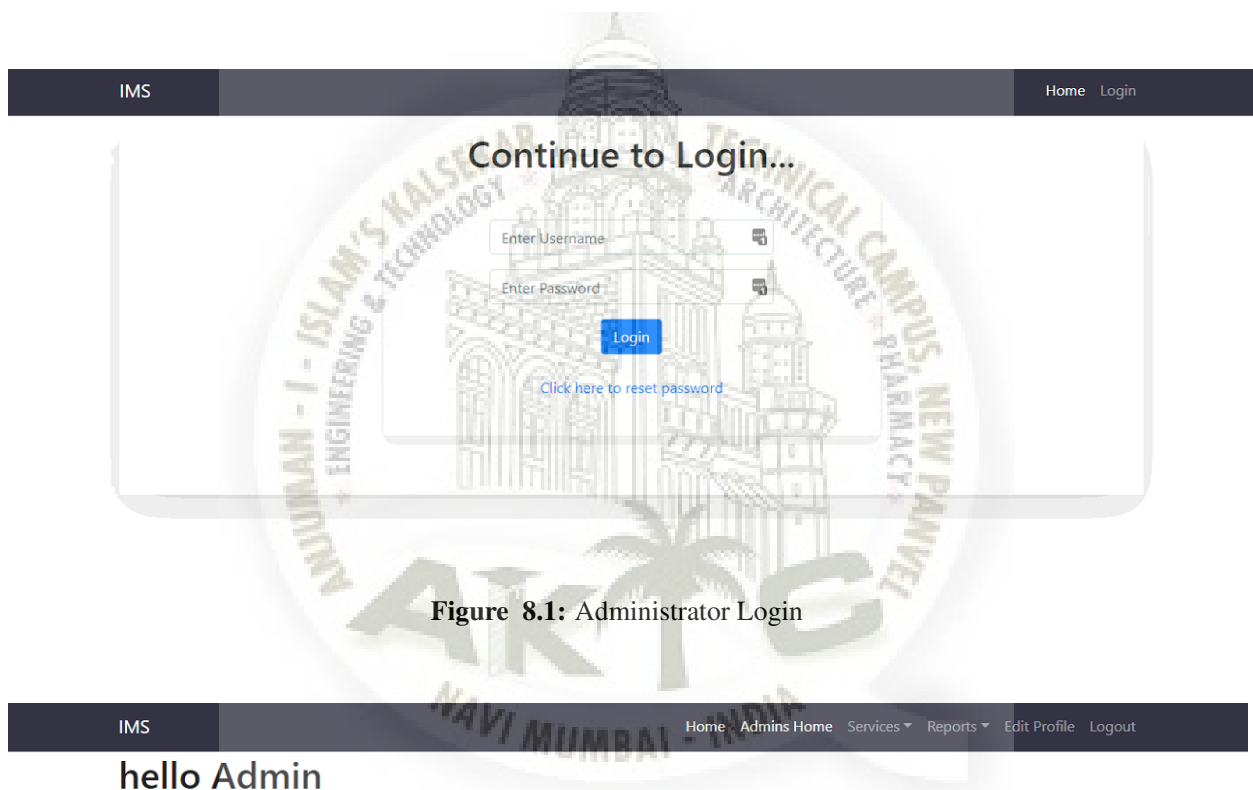 IMS Home Login
Continue to Login...
Enter Username
Enter Password
Login
Click here to reset password
Figure 8.1: Administrator Login
IMS Home Admins Home Services Reports Edit Profile Logout
hello Admin
ANJUMAN - I - ISLAM'S KALSEKAR TECHNICAL CAMPUS, NEW PANVEL
ENGINEERING & TECHNOLOGY * ARCHITECTURE * PHARMACY *
AKTC
NAVI MUMBAI - INDIA